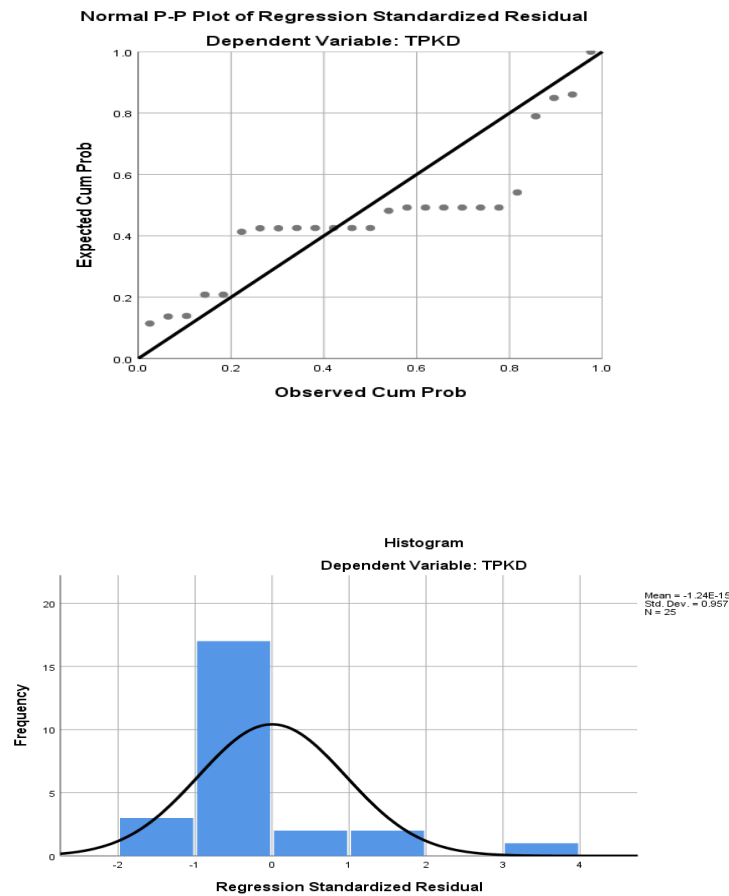 Normal P-P Plot of Regression Standardized Residual
Dependent Variable: TPKD
1.0
0.8
0.6
0.4
0.2
0.0
Expected Cum Prob
0.0 0.2 0.4 0.6 0.8 1.0
Observed Cum Prob
Histogram
Dependent Variable: TPKD
Mean = -1.24E-15
Std. Dev. = 0.957
N = 25
20
15
10
5
0
Frequency
-2 -1 0 1 2 3 4
Regression Standardized Residual